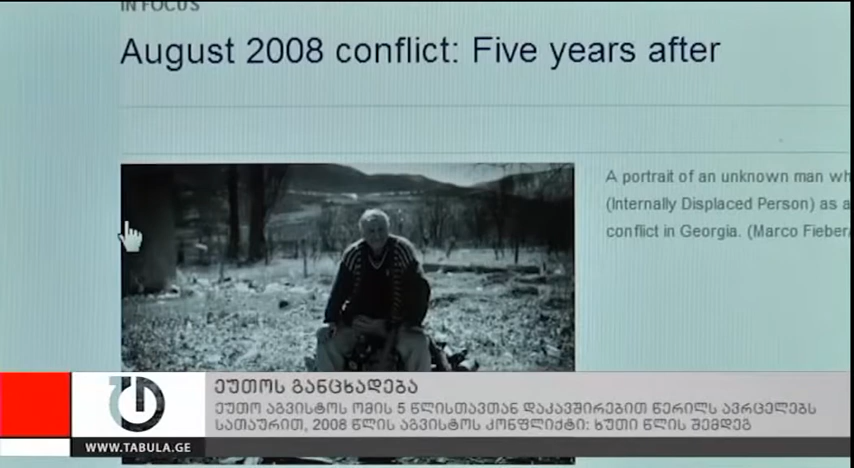 IN FOCUS
August 2008 conflict: Five years after
A portrait of an unknown man wh
(Internally Displaced Person) as a
conflict in Georgia. (Marco Fieber/
ეუთოს განცხადება
ეუთო აგვისტოს ომის 5 წლისთავთან დაკავშირებით წერილს ავრცელებს
სათაურით, 2008 წლის აგვისტოს კონფლიქტი: ხუთი წლის შემდეგ
WWW.TABULA.GE